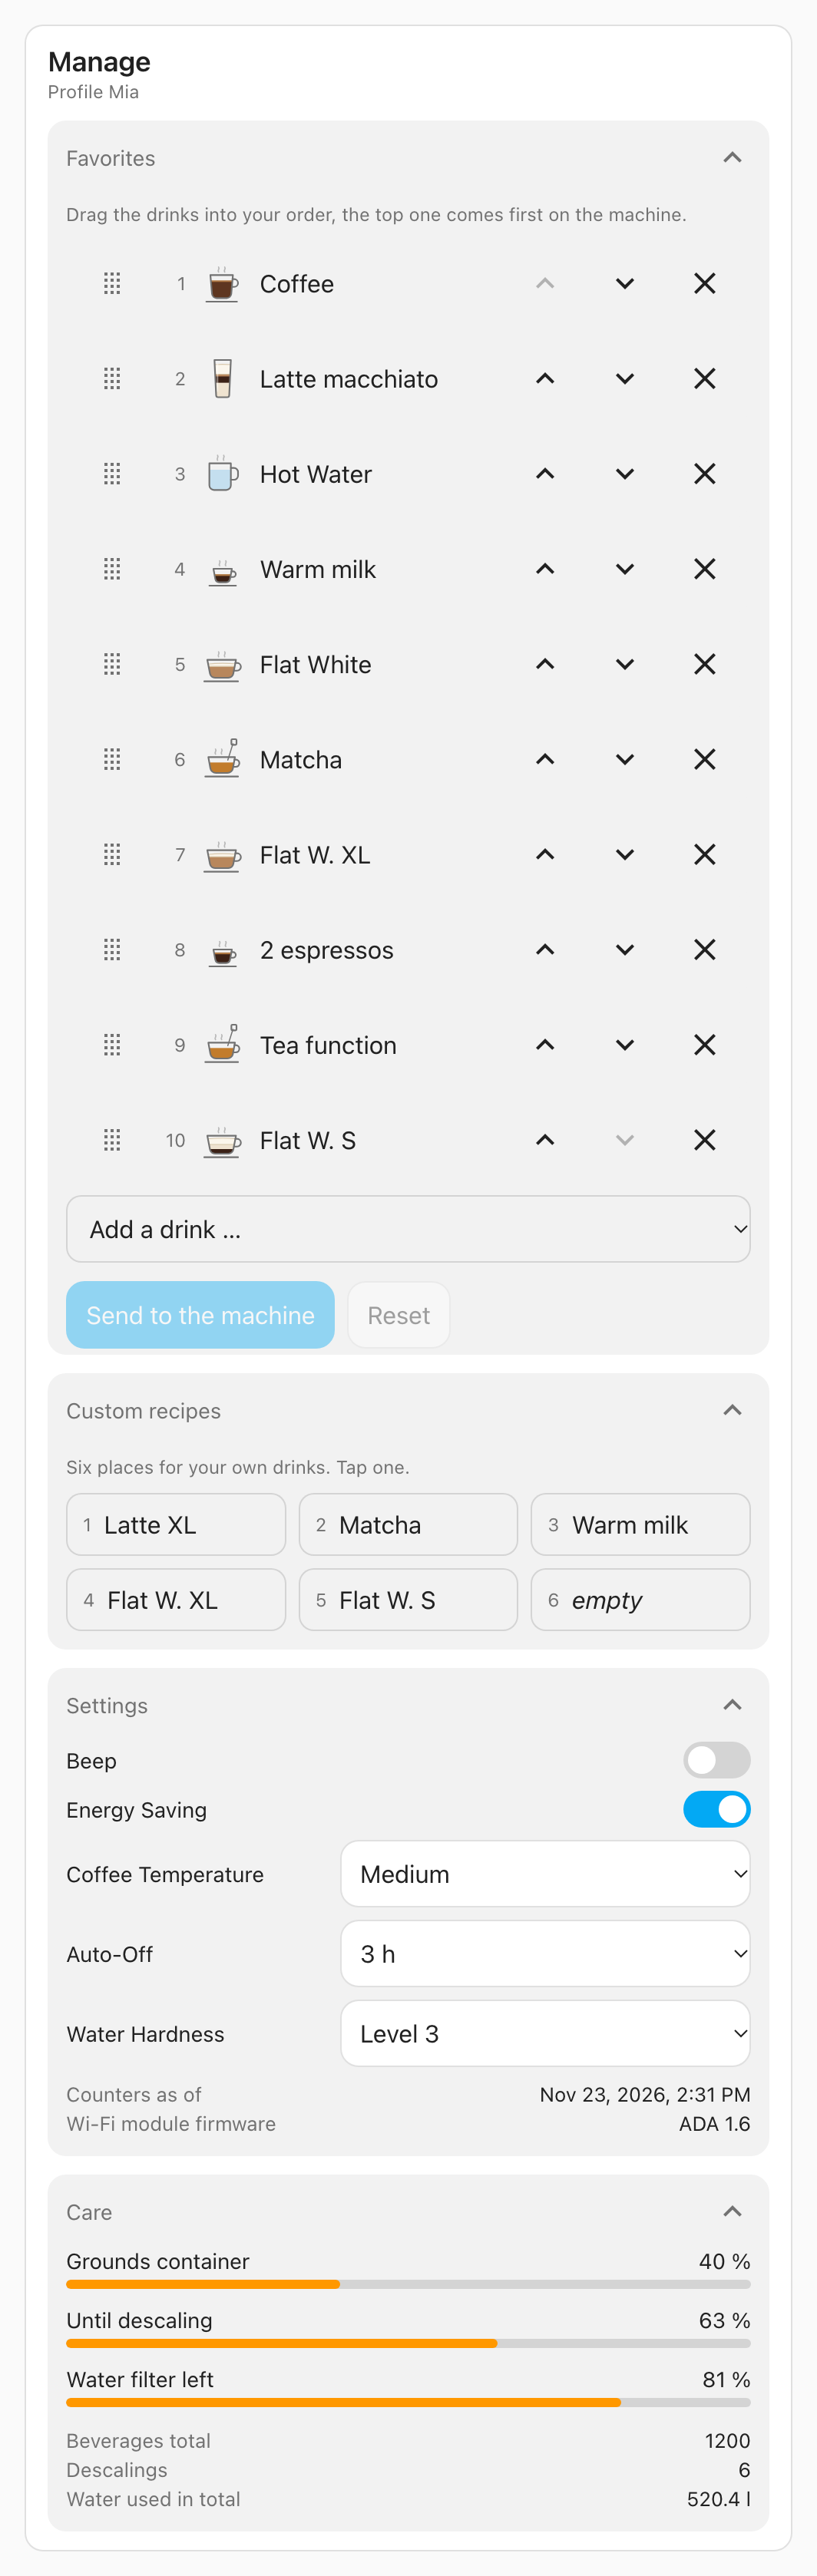 Manage
Profile Mia
Favorites
Drag the drinks into your order, the top one comes first on the machine.
1 Coffee
2 Latte macchiato
3 Hot Water
4 Warm milk
5 Flat White
6 Matcha
7 Flat W. XL
8 2 espressos
9 Tea function
10 Flat W. S
Add a drink ...
Send to the machine Reset
Custom recipes
Six places for your own drinks. Tap one.
1 Latte XL 2 Matcha 3 Warm milk
4 Flat W. XL 5 Flat W. S 6 empty
Settings
Beep
Energy Saving
Coffee Temperature Medium
Auto-Off 3 h
Water Hardness Level 3
Counters as of Nov 23, 2026, 2:31 PM
Wi-Fi module firmware ADA 1.6
Care
Grounds container 40 %
Until descaling 63 %
Water filter left 81 %
Beverages total 1200
Descalings 6
Water used in total 520.4 l